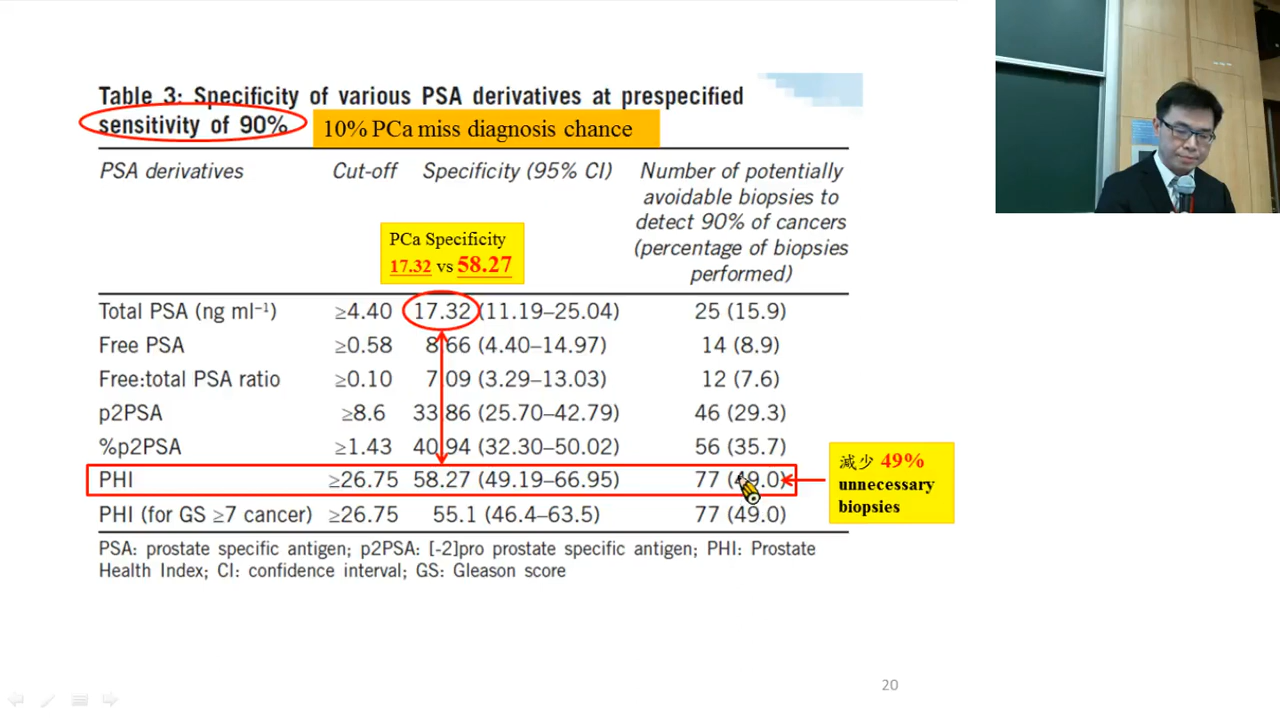 Table 3: Specificity of various PSA derivatives at prespecified
sensitivity of 90%
10% PCa miss diagnosis chance
PSA derivatives Cut-off Specificity (95% CI) Number of potentially
avoidable biopsies to
detect 90% of cancers
(percentage of biopsies
performed)
PCa Specificity
17.32 vs 58.27
Total PSA (ng ml⁻¹) ≥4.40 17.32 (11.19–25.04) 25 (15.9)
Free PSA ≥0.58 8.66 (4.40–14.97) 14 (8.9)
Free:total PSA ratio ≥0.10 7.09 (3.29–13.03) 12 (7.6)
p2PSA ≥8.6 33.86 (25.70–42.79) 46 (29.3)
%p2PSA ≥1.43 40.94 (32.30–50.02) 56 (35.7)
PHI ≥26.75 58.27 (49.19–66.95) 77 (49.0)
PHI (for GS ≥7 cancer) ≥26.75 55.1 (46.4–63.5) 77 (49.0)
減少 49%
unnecessary
biopsies
PSA: prostate specific antigen; p2PSA: [-2]pro prostate specific antigen; PHI: Prostate
Health Index; CI: confidence interval; GS: Gleason score
20